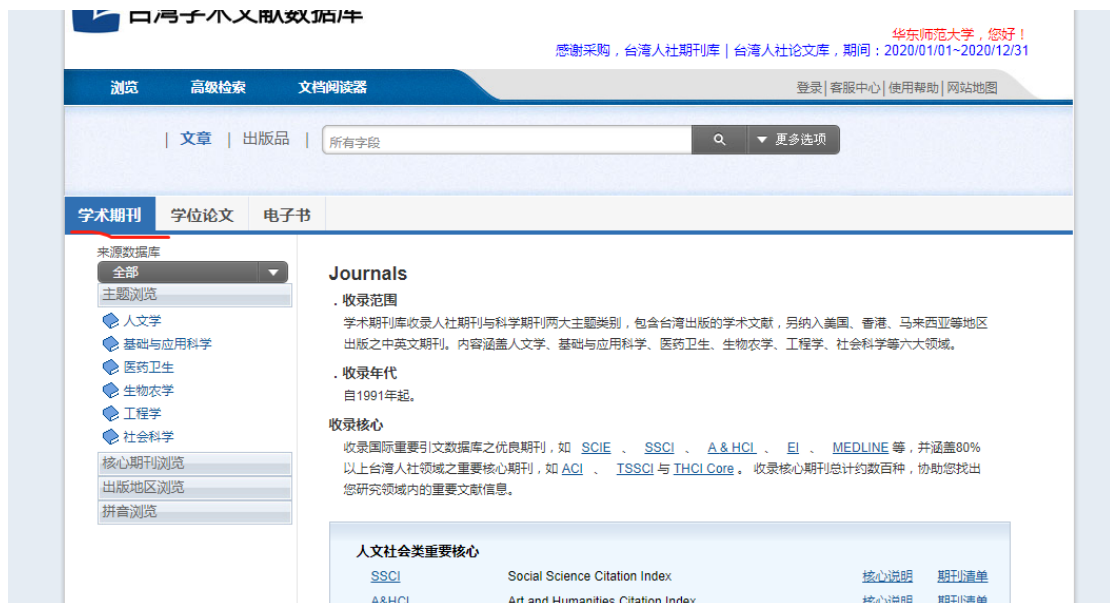 台湾学术文献数据库
华东师范大学，您好！
感谢采购，台湾人社期刊库 | 台湾人社论文库，期间：2020/01/01~2020/12/31
浏览 高级检索 文档阅读器 登录| 客服中心| 使用帮助| 网站地图
| 文章 | 出版品 | 所有字段 ▼ 更多选项
学术期刊 学位论文 电子书
来源数据库
全部
主题浏览
人文学
基础与应用科学
医药卫生
生物农学
工程学
社会科学
核心期刊浏览
出版地区浏览
拼音浏览
Journals
. 收录范围
学术期刊库收录人社期刊与科学期刊两大主题类别，包含台湾出版的学术文献，另纳入美国、香港、马来西亚等地区
出版之中英文期刊。内容涵盖人文学、基础与应用科学、医药卫生、生物农学、工程学、社会科学等六大领域。
. 收录年代
自1991年起。
收录核心
收录国际重要引文数据库之优良期刊，如 SCIE 、 SSCI 、 A & HCI 、 EI 、 MEDLINE 等，并涵盖80%
以上台湾人社领域之重要核心期刊，如 ACI 、 TSSCI 与 THCI Core 。 收录核心期刊总计约数百种，协助您找出
您研究领域内的重要文献信息。
人文社会类重要核心
SSCI Social Science Citation Index 核心说明 期刊清单
A&HCI Art and Humanities Citation Index 核心说明 期刊清单